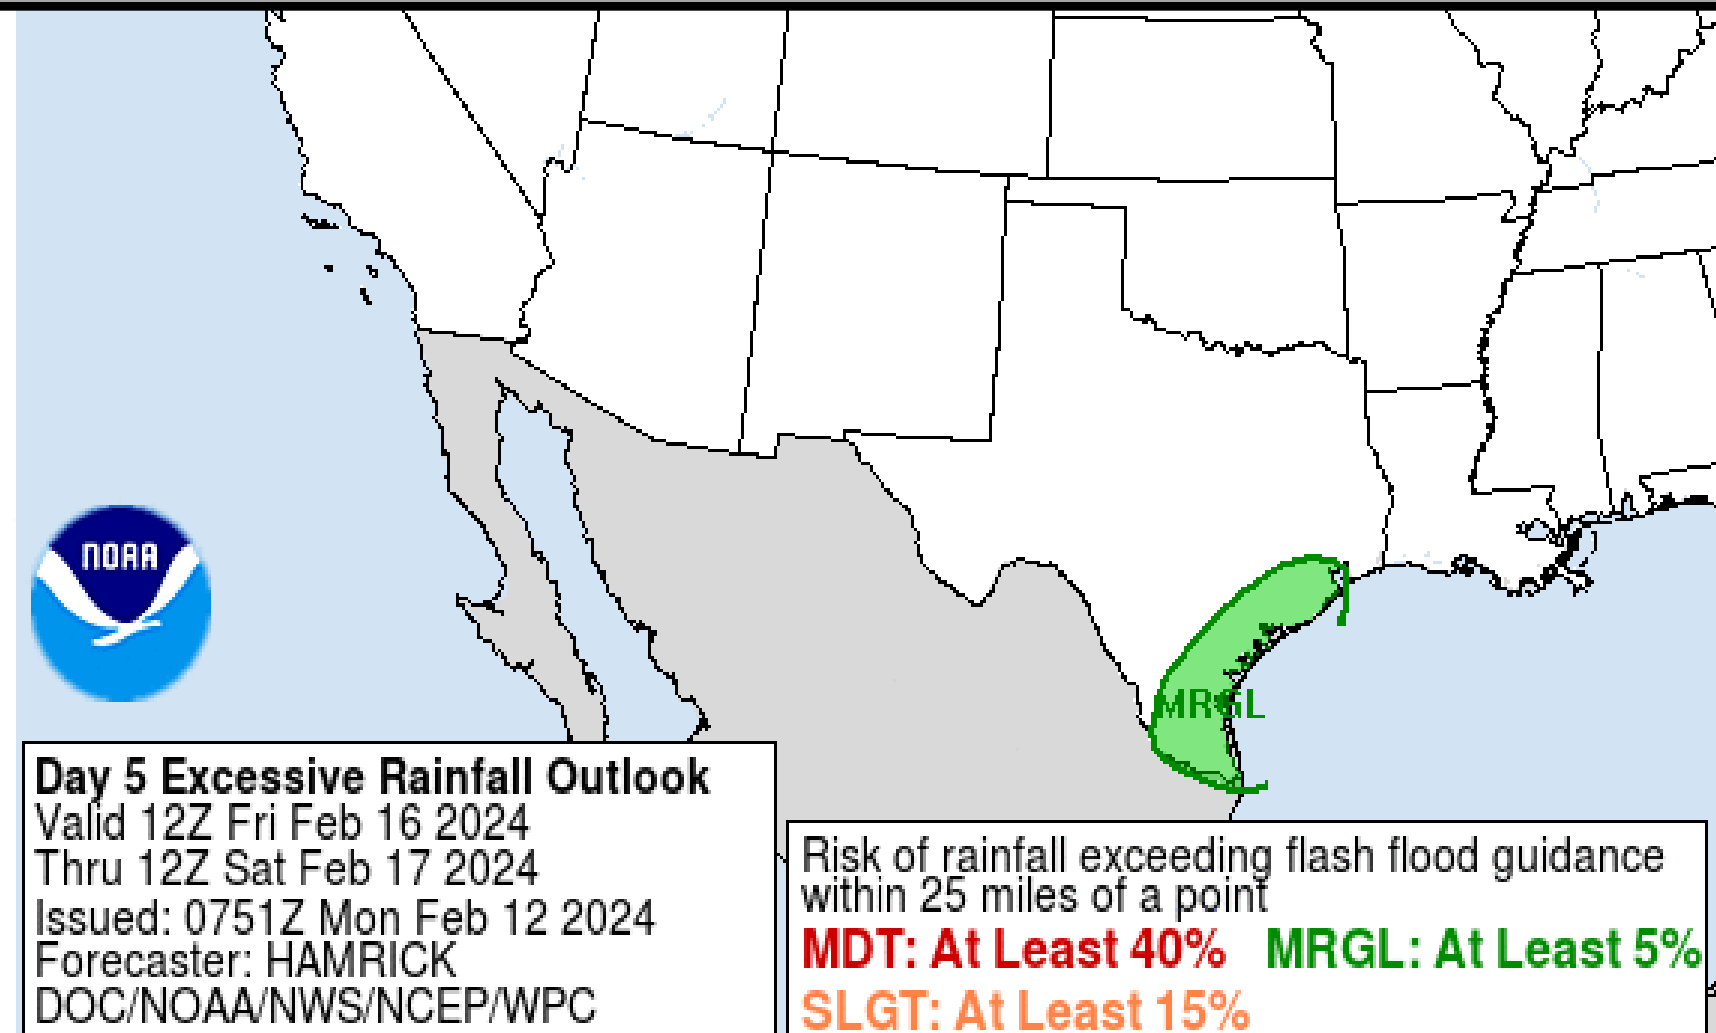 NOAA
MRGL
Day 5 Excessive Rainfall Outlook
Valid 12Z Fri Feb 16 2024
Thru 12Z Sat Feb 17 2024
Issued: 0751Z Mon Feb 12 2024
Forecaster: HAMRICK
DOC/NOAA/NWS/NCEP/WPC
Risk of rainfall exceeding flash flood guidance
within 25 miles of a point
MDT: At Least 40% MRGL: At Least 5%
SLGT: At Least 15%